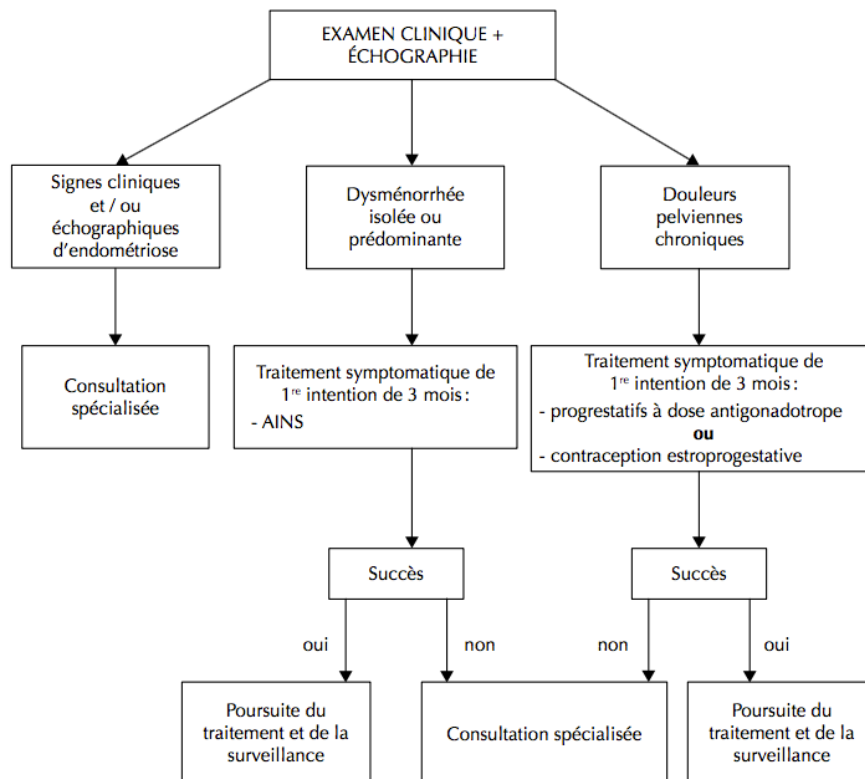 EXAMEN CLINIQUE +
ÉCHOGRAPHIE
Signes cliniques
et / ou
échographiques
d'endométriose
Dysménorrhée
isolée ou
prédominante
Douleurs
pelviennes
chroniques
Consultation
spécialisée
Traitement symptomatique de
1re intention de 3 mois :
- AINS
Traitement symptomatique de
1re intention de 3 mois :
- progrestatifs à dose antigonadotrope
ou
- contraception estroprogestative
Succès
Succès
oui
non
non
oui
Poursuite du
traitement et de la
surveillance
Consultation spécialisée
Poursuite du
traitement et de la
surveillance